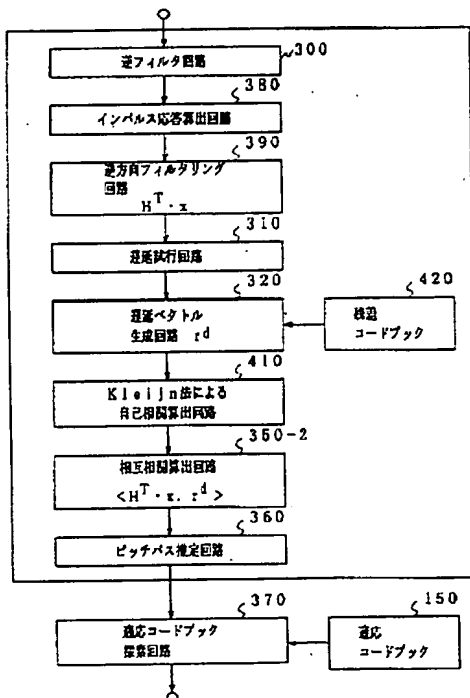 逆フィルタ回路
300
380
インパルス応答算出回路
390
逆方向フィルタリング
回路
H^T・x
310
遅延試行回路
320
遅延ベクトル
生成回路 r^d
420
コードブック
410
Kleijn法による
自己相関算出回路
350-2
相互相関算出回路
<H^T・x, r^d>
360
ピッチパス推定回路
370
適応コードブック
探索回路
150
適応
コードブック